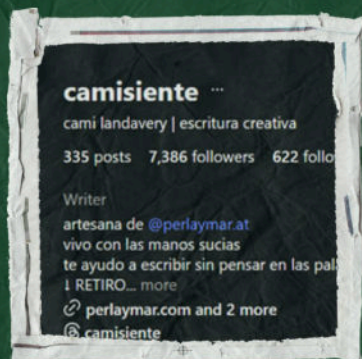 camisiente ...
cami landavery | escritura creativa
335 posts 7,386 followers 622 follo
Writer
artesana de @perlaymar.at
vivo con las manos sucias
te ayudo a escribir sin pensar en las pal
↓ RETIRO... more
perlaymar.com and 2 more
camisiente